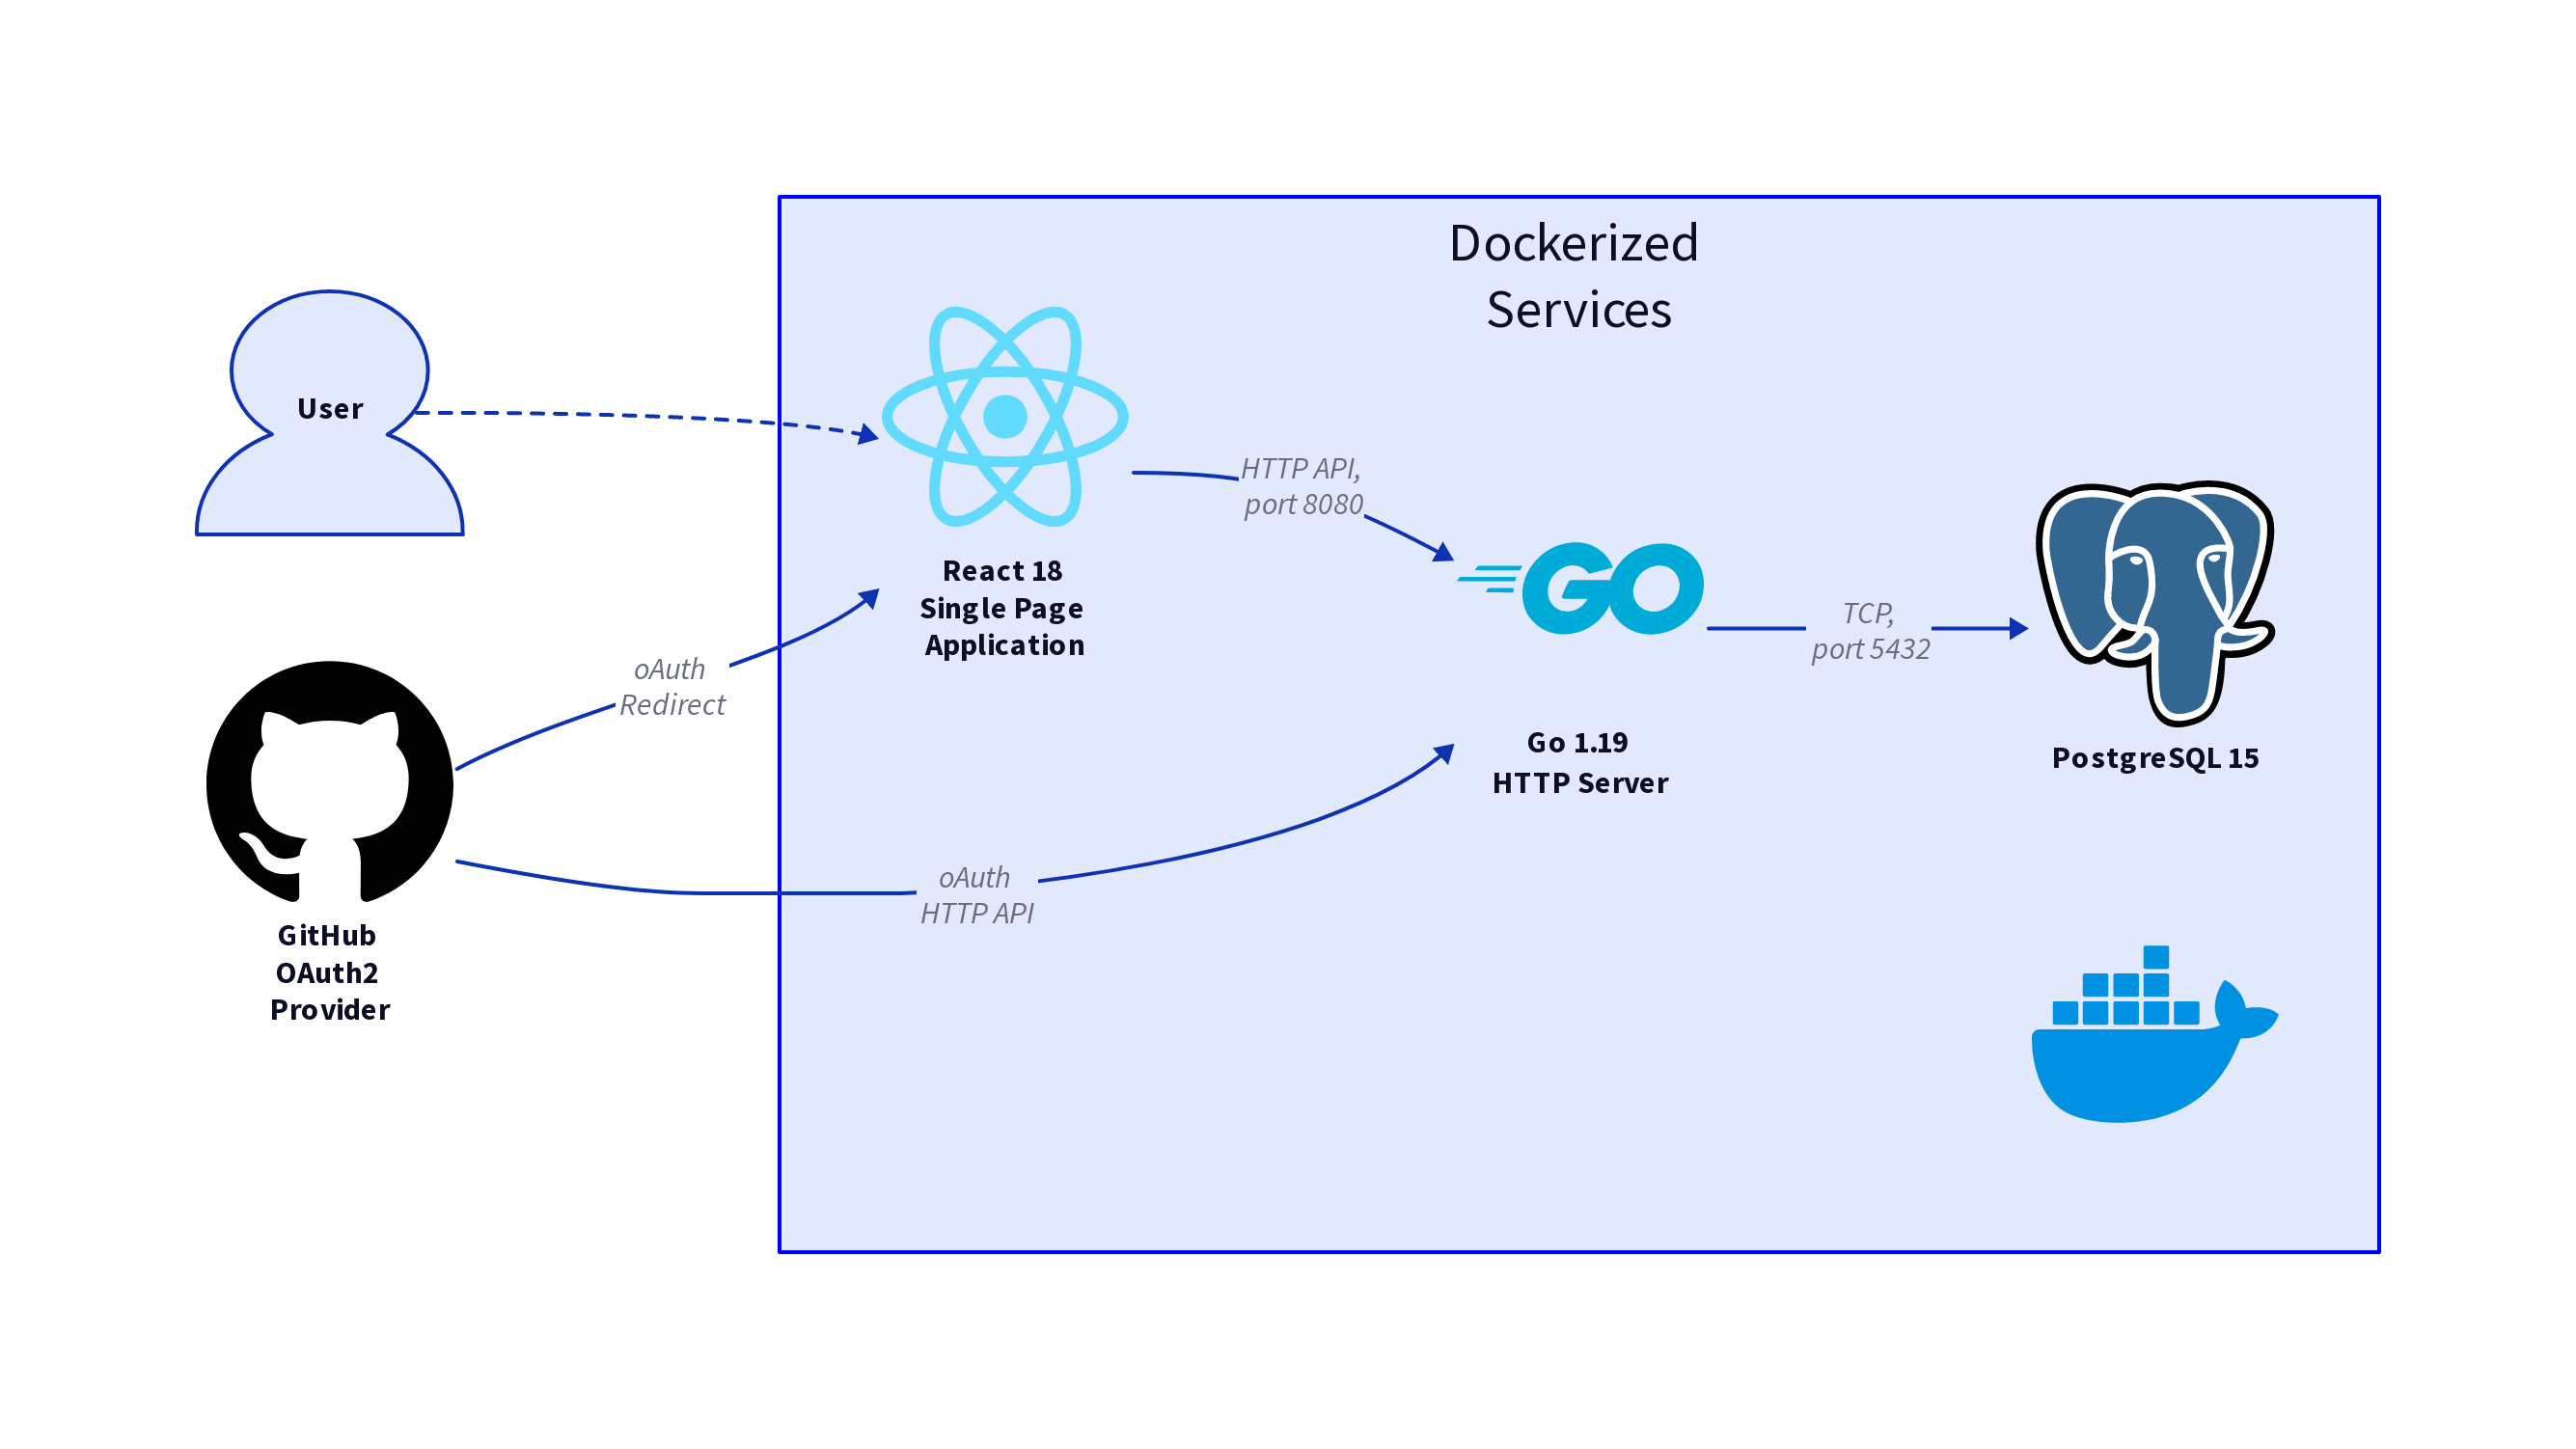 Dockerized
Services
User
HTTP API,
port 8080
React 18
Single Page
Application
GO
TCP,
port 5432
oAuth
Redirect
Go 1.19
HTTP Server
PostgreSQL 15
oAuth
HTTP API
GitHub
OAuth2
Provider